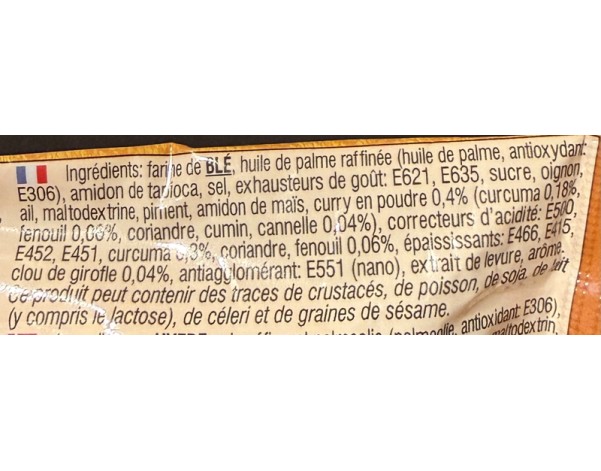 Ingrédients: farine de BLÉ, huile de palme raffinée (huile de palme, antioxydant:
E306), amidon de tapioca, sel, exhausteurs de goût: E621, E635, sucre, oignon,
ail, maltodextrine, piment, amidon de maïs, curry en poudre 0,4% (curcuma 0,18%,
fenouil 0,06%, coriandre, cumin, cannelle 0,04%), correcteurs d'acidité: E500,
E452, E451, curcuma 0,3%, coriandre, fenouil 0,06%, épaississants: E466, E415,
clou de girofle 0,04%, antiagglomérant: E551 (nano), extrait de levure, arôme.
Ce produit peut contenir des traces de crustacés, de poisson, de soja, de lait
(y compris le lactose), de céleri et de graines de sésame.
antioxidant: E306),
maltodextrin,